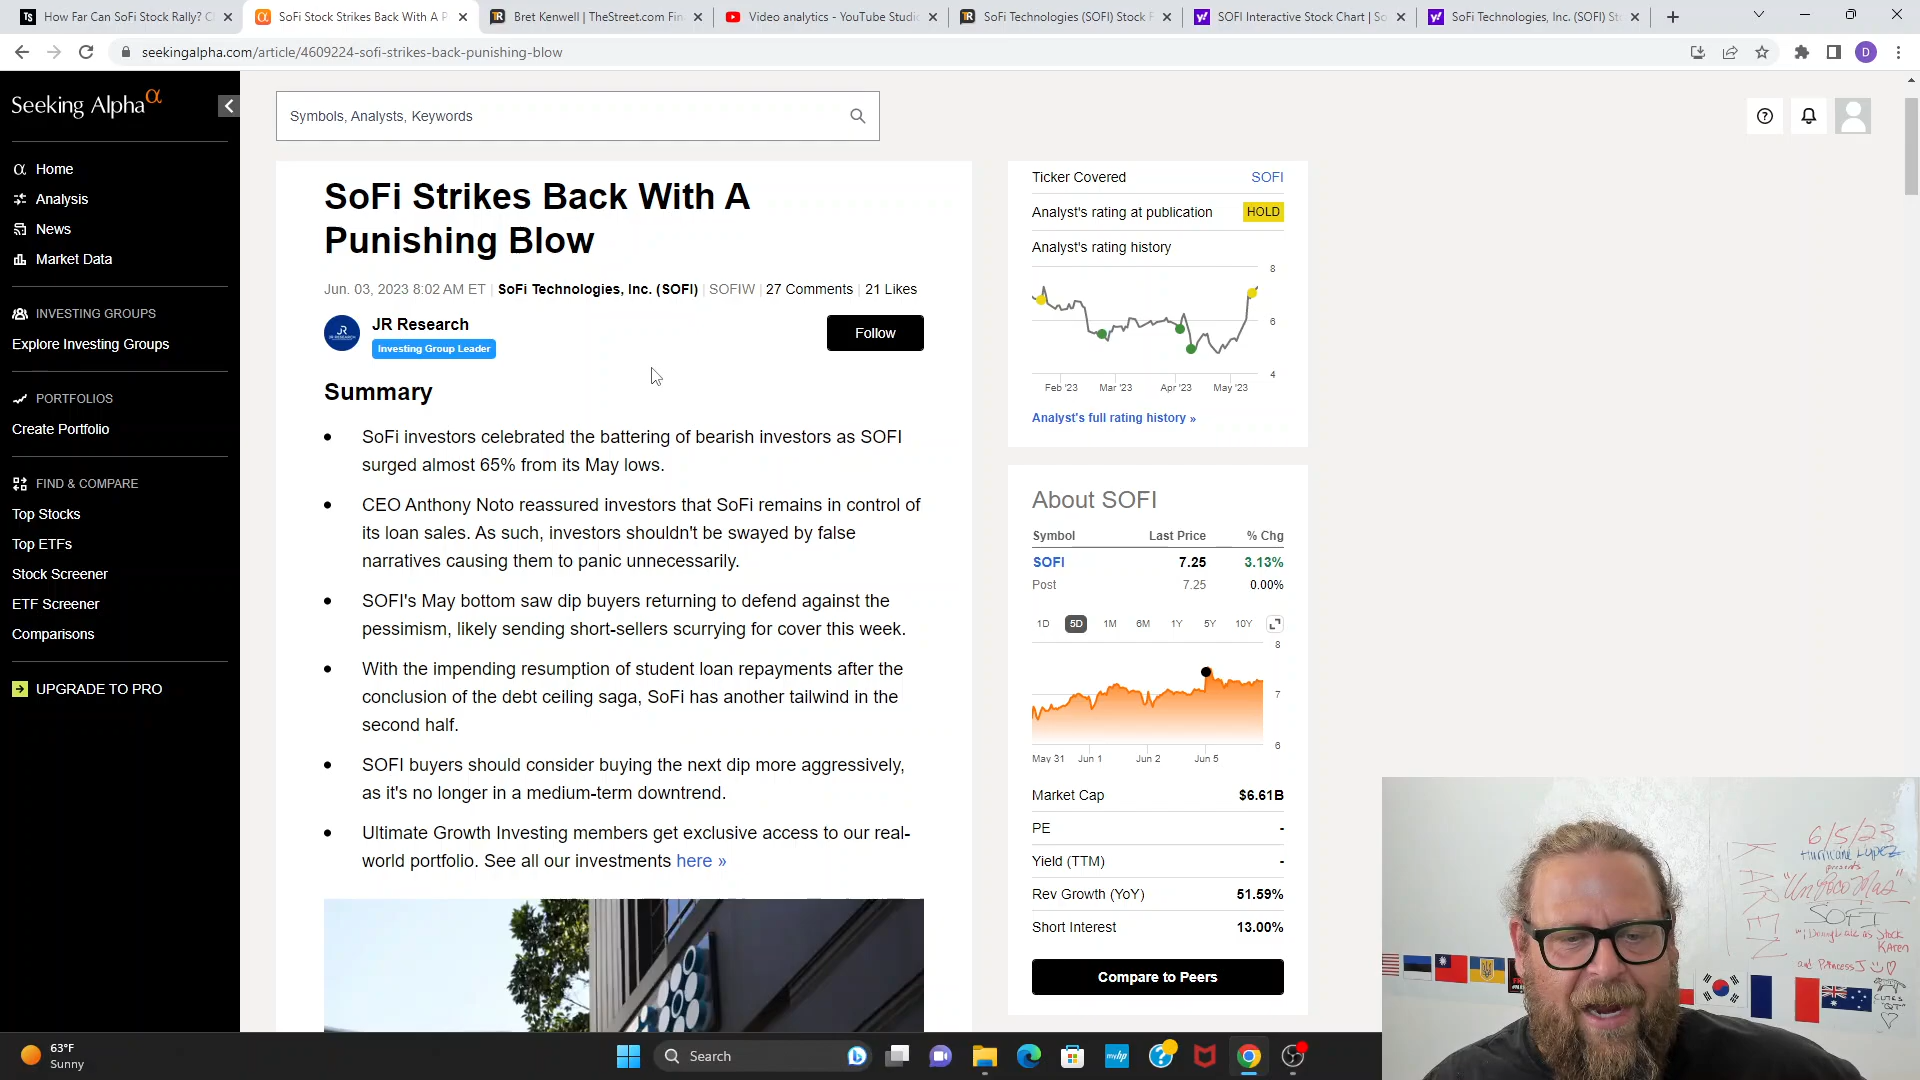 How Far Can SoFi Stock Rally?
SoFi Stock Strikes Back With A P
Bret Kenwell | TheStreet.com Fin
Video analytics - YouTube Studi
SoFi Technologies (SOFI) Stock F
SOFI Interactive Stock Chart | So
SoFi Technologies, Inc. (SOFI) St
seekingalpha.com/article/4609224-sofi-strikes-back-punishing-blow
D
Seeking Alpha α
Home
Analysis
News
Market Data
INVESTING GROUPS
Explore Investing Groups
PORTFOLIOS
Create Portfolio
FIND & COMPARE
Top Stocks
Top ETFs
Stock Screener
ETF Screener
Comparisons
UPGRADE TO PRO
Symbols, Analysts, Keywords
SoFi Strikes Back With A
Punishing Blow
Jun. 03, 2023 8:02 AM ET | SoFi Technologies, Inc. (SOFI) | SOFIW | 27 Comments | 21 Likes
JR Research
Investing Group Leader
Follow
Summary
SoFi investors celebrated the battering of bearish investors as SOFI
surged almost 65% from its May lows.
CEO Anthony Noto reassured investors that SoFi remains in control of
its loan sales. As such, investors shouldn't be swayed by false
narratives causing them to panic unnecessarily.
SOFI's May bottom saw dip buyers returning to defend against the
pessimism, likely sending short-sellers scurrying for cover this week.
With the impending resumption of student loan repayments after the
conclusion of the debt ceiling saga, SoFi has another tailwind in the
second half.
SOFI buyers should consider buying the next dip more aggressively,
as it's no longer in a medium-term downtrend.
Ultimate Growth Investing members get exclusive access to our real-
world portfolio. See all our investments here »
Ticker Covered SOFI
Analyst's rating at publication HOLD
Analyst's rating history
8
6
4
Feb '23 Mar '23 Apr '23 May '23
Analyst's full rating history »
About SOFI
Symbol Last Price % Chg
SOFI 7.25 3.13%
Post 7.25 0.00%
1D 5D 1M 6M 1Y 5Y 10Y
8
7
6
May 31 Jun 1 Jun 2 Jun 5
Market Cap $6.61B
PE -
Yield (TTM) -
Rev Growth (YoY) 51.59%
Short Interest 13.00%
Compare to Peers
6/5/23
Hurricane Lopez
presents
"Un Poco Mas"
SOFI
Stock
KAREN
and Princess J
KAREN
63°F
Sunny
Search